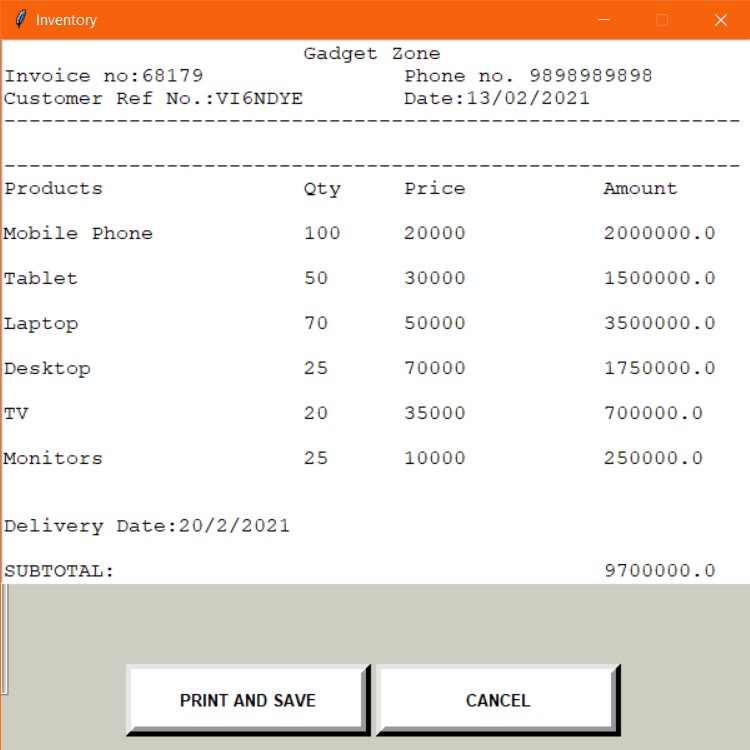 Inventory
Gadget Zone
Invoice no:68179 Phone no. 9898989898
Customer Ref No.:VI6NDYE Date:13/02/2021
-----------------------------------------------------------
-----------------------------------------------------------
Products Qty Price Amount
Mobile Phone 100 20000 2000000.0
Tablet 50 30000 1500000.0
Laptop 70 50000 3500000.0
Desktop 25 70000 1750000.0
TV 20 35000 700000.0
Monitors 25 10000 250000.0
Delivery Date:20/2/2021
SUBTOTAL: 9700000.0
PRINT AND SAVE CANCEL